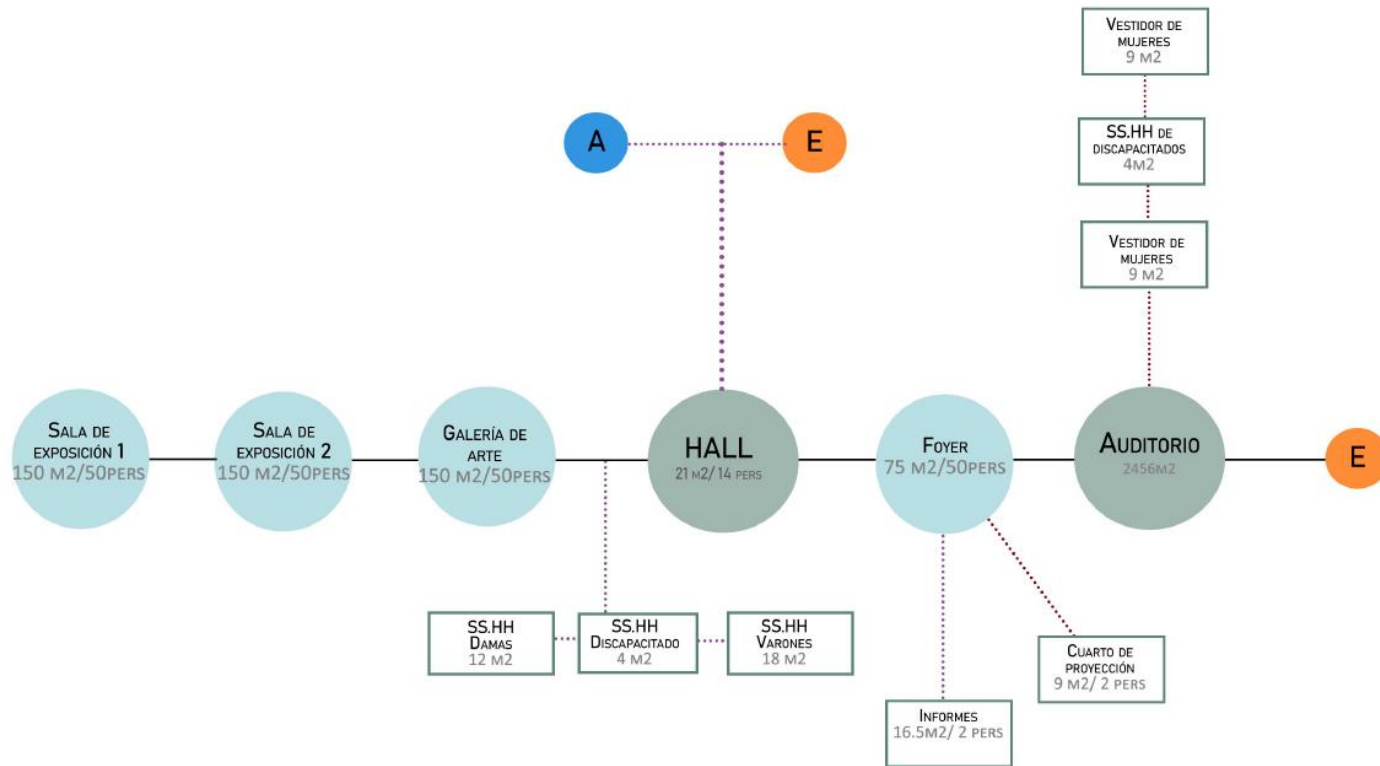 Vestidor de
mujeres
9 m2
A
E
SS.HH de
discapacitados
4m2
Vestidor de
mujeres
9 m2
Sala de
exposición 1
150 m2/50pers
Sala de
exposición 2
150 m2/50pers
Galería de
arte
150 m2/50pers
HALL
21 m2/ 14 pers
Foyer
75 m2/50pers
Auditorio
2456m2
E
SS.HH
Damas
12 m2
SS.HH
Discapacitado
4 m2
SS.HH
Varones
18 m2
Cuarto de
proyección
9 m2/ 2 pers
Informes
16.5m2/ 2 pers